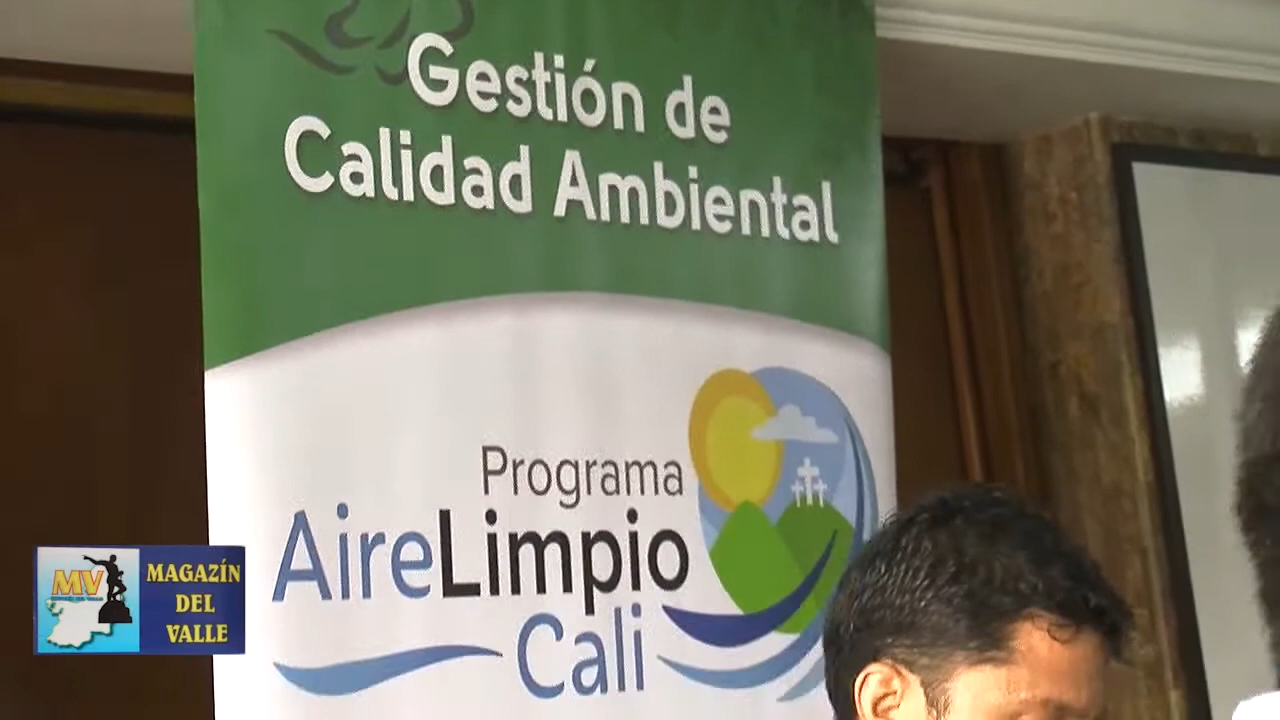 Gestión de
Calidad Ambiental
Programa
AireLimpio
Cali
MV
MAGAZÍN
DEL
VALLE